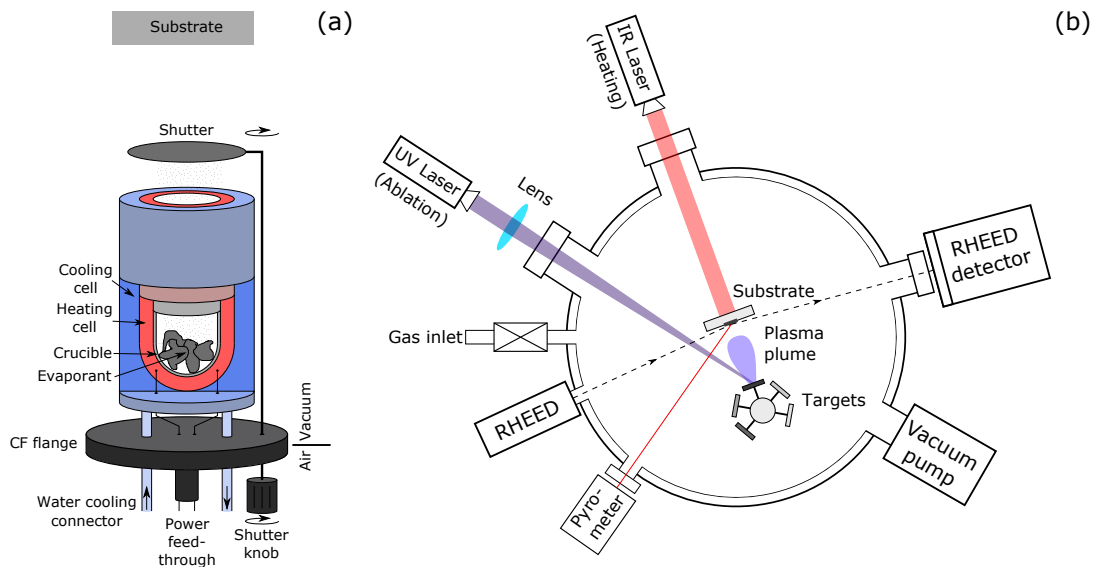 Substrate
(a)
Shutter
Cooling
cell
Heating
cell
Crucible
Evaporant
CF flange
Vacuum
Air
Water cooling
connector
Power
feed-
through
Shutter
knob
(b)
IR Laser
(Heating)
UV Laser
(Ablation)
Lens
RHEED
detector
Substrate
Gas inlet
Plasma
plume
Targets
RHEED
Vacuum
pump
Pyro-
meter